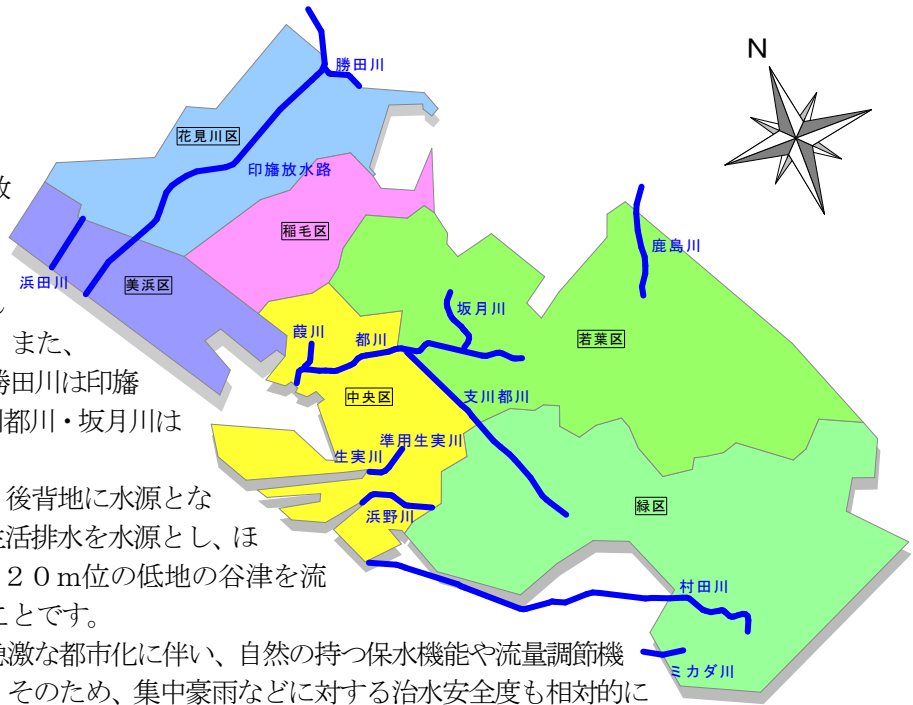 N
勝田川
花見川区
印旛放水路
稲毛区
鹿島川
浜田川
美浜区
坂月川
葭川
都川
若葉区
中央区
支川都川
準用生実川
生実川
緑区
浜野川
村田川
ミカダ川
また、
勝田川は印旛
都川・坂月川は
後背地に水源とな
生活排水を水源とし、ほ
２０ｍ位の低地の谷津を流
ことです。
急激な都市化に伴い、自然の持つ保水機能や流量調節機
そのため、集中豪雨などに対する治水安全度も相対的に